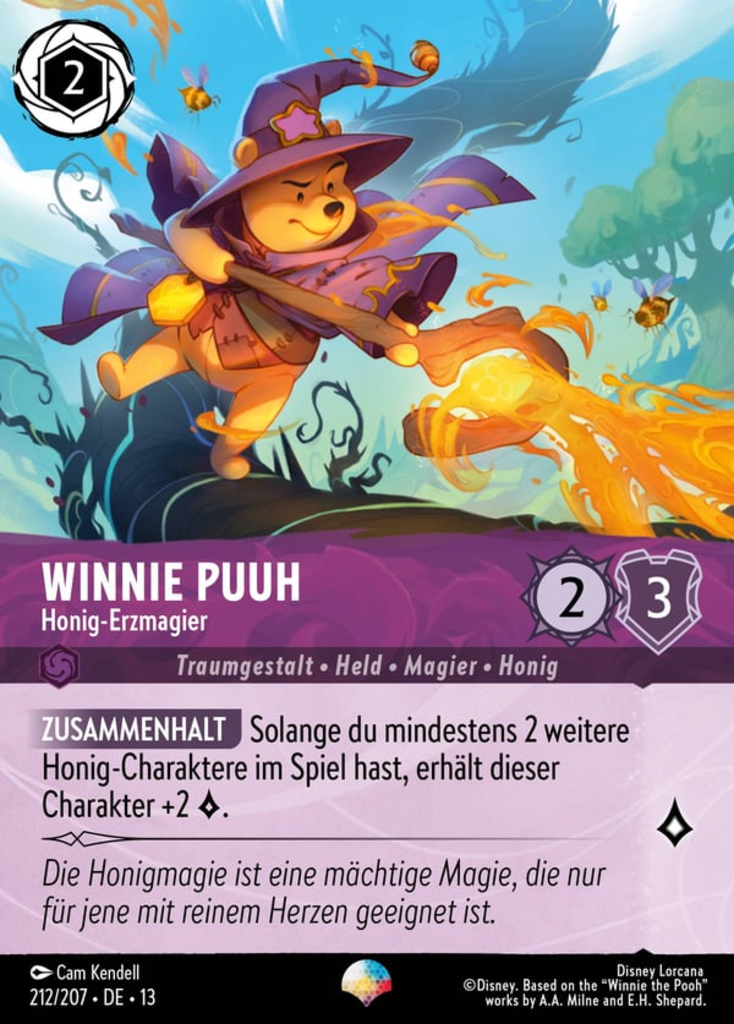 2
WINNIE PUUH
Honig-Erzmagier
2
3
Traumgestalt • Held • Magier • Honig
ZUSAMMENHALT Solange du mindestens 2 weitere
Honig-Charaktere im Spiel hast, erhält dieser
Charakter +2 .
Die Honigmagie ist eine mächtige Magie, die nur
für jene mit reinem Herzen geeignet ist.
Cam Kendell
212/207 • DE • 13
Disney Lorcana
©Disney. Based on the “Winnie the Pooh”
works by A.A. Milne and E.H. Shepard.